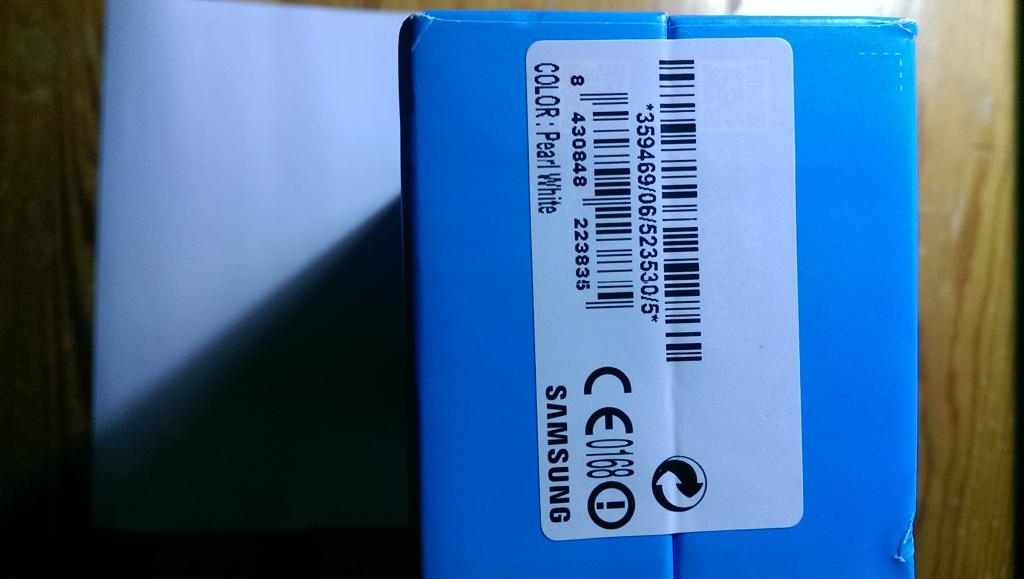 *359469/06/523530/5*
8 430848 223835
COLOR : Pearl White
CE0168
SAMSUNG